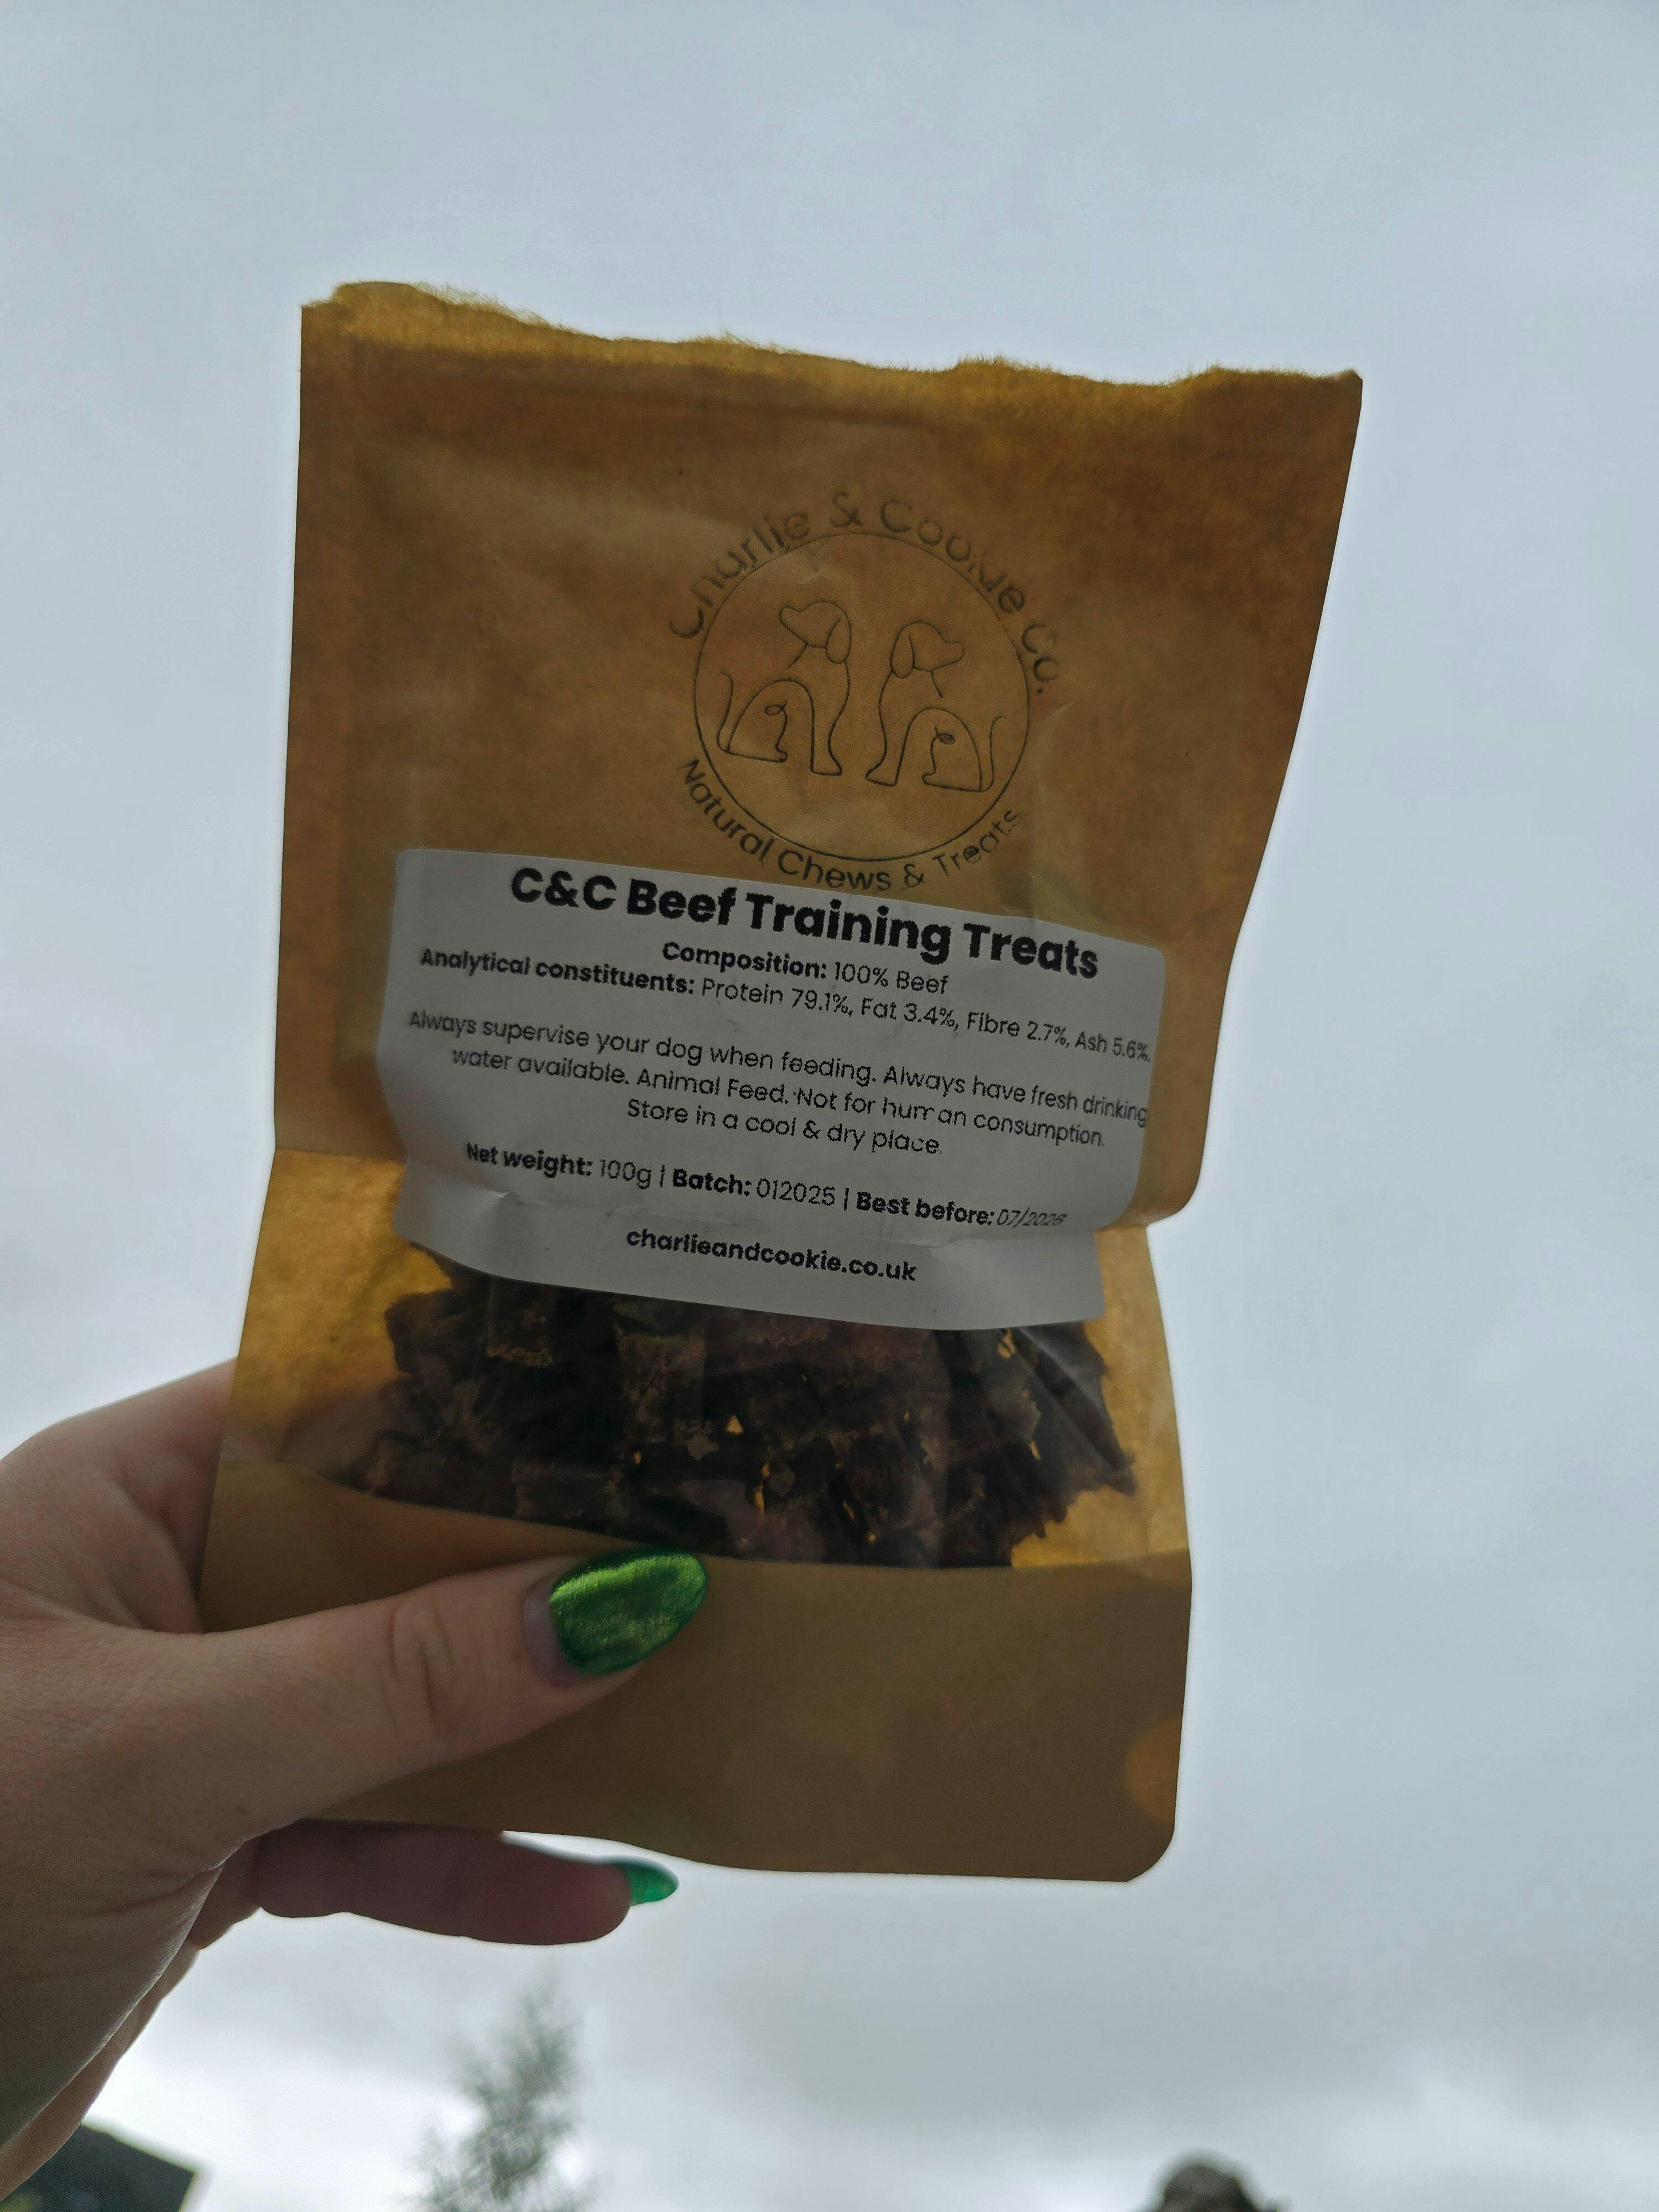 Charlie & Cookie Co.
Natural Chews & Treats
C&C Beef Training Treats
Composition: 100% Beef
Analytical constituents: Protein 79.1%, Fat 3.4%, Fibre 2.7%, Ash 5.6%.
Always supervise your dog when feeding. Always have fresh drinking
water available. Animal Feed. Not for human consumption.
Store in a cool & dry place.
Net weight: 100g | Batch: 012025 | Best before: 07/2026
charlieandcookie.co.uk